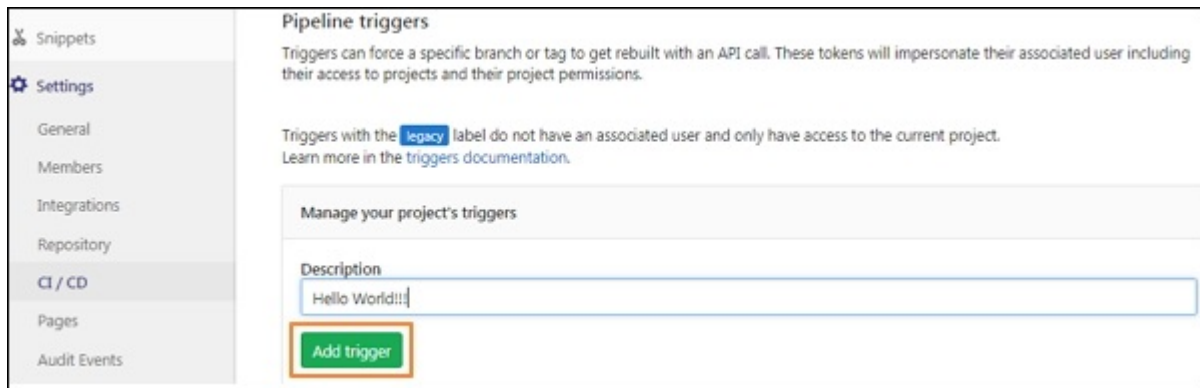 Snippets
Settings
General
Members
Integrations
Repository
CI / CD
Pages
Audit Events
Pipeline triggers
Triggers can force a specific branch or tag to get rebuilt with an API call. These tokens will impersonate their associated user including
their access to projects and their project permissions.
Triggers with the legacy label do not have an associated user and only have access to the current project.
Learn more in the triggers documentation.
Manage your project's triggers
Description
Hello World!!!
Add trigger